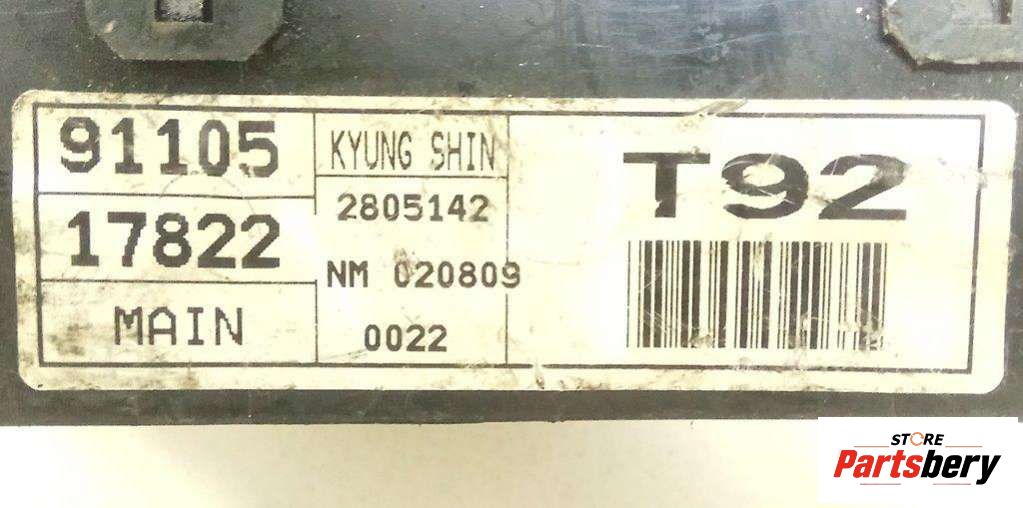 91105
17822
MAIN
KYUNG SHIN
2805142
NM 020809
0022
T92
STORE
Partsbery